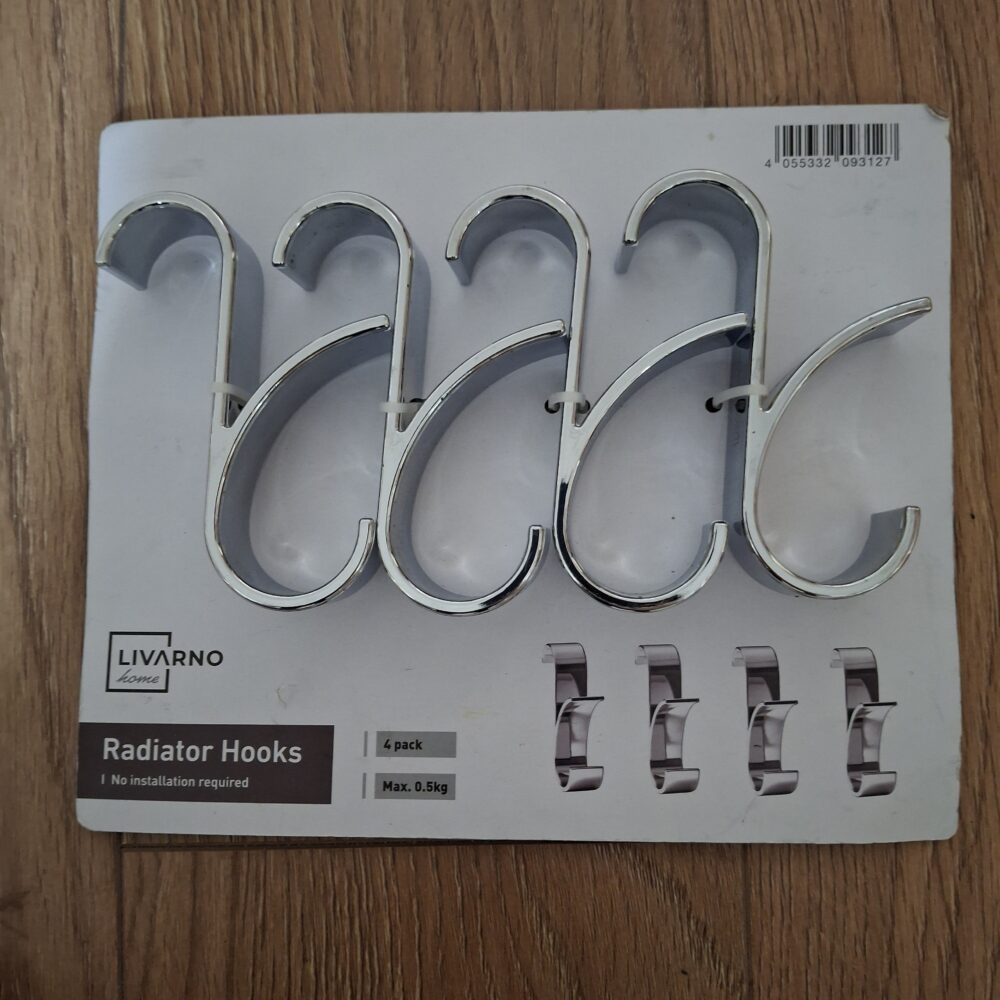 4 055332 093127
LIVARNO
home
Radiator Hooks
I No installation required
4 pack
Max. 0.5kg